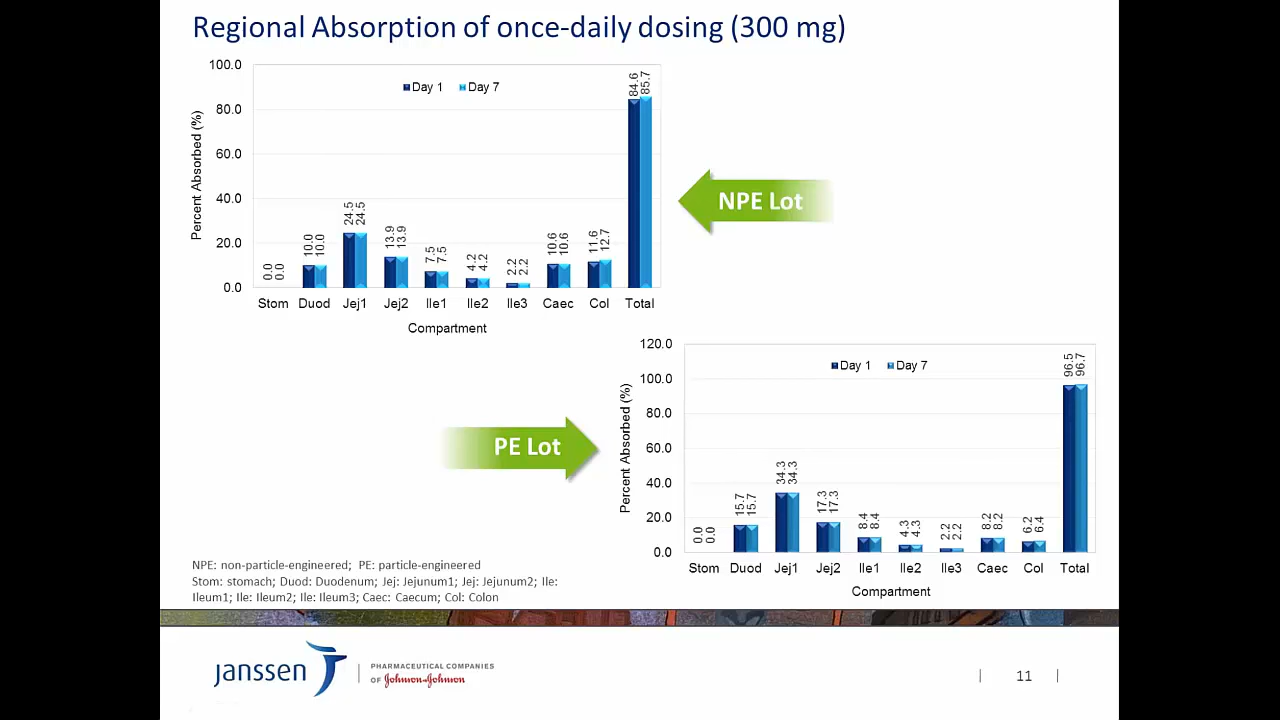 Regional Absorption of once-daily dosing (300 mg)
100.0
80.0
60.0
40.0
20.0
0.0
Percent Absorbed (%)
Day 1 Day 7
0.0 0.0
10.0 10.0
24.5 24.5
13.9 13.9
7.5 7.5
4.2 4.2
2.2 2.2
10.6 10.6
11.6 12.7
84.6 85.7
Stom Duod Jej1 Jej2 Ile1 Ile2 Ile3 Caec Col Total
Compartment
NPE Lot
PE Lot
120.0
100.0
80.0
60.0
40.0
20.0
0.0
Percent Absorbed (%)
Day 1 Day 7
0.0 0.0
15.7 15.7
34.3 34.3
17.3 17.3
8.4 8.4
4.3 4.3
2.2 2.2
8.2 8.2
6.2 6.4
96.5 96.7
Stom Duod Jej1 Jej2 Ile1 Ile2 Ile3 Caec Col Total
Compartment
NPE: non-particle-engineered; PE: particle-engineered
Stom: stomach; Duod: Duodenum; Jej: Jejunum1; Jej: Jejunum2; Ile:
Ileum1; Ile: Ileum2; Ile: Ileum3; Caec: Caecum; Col: Colon
janssen
PHARMACEUTICAL COMPANIES
OF Johnson & Johnson
| 11 |